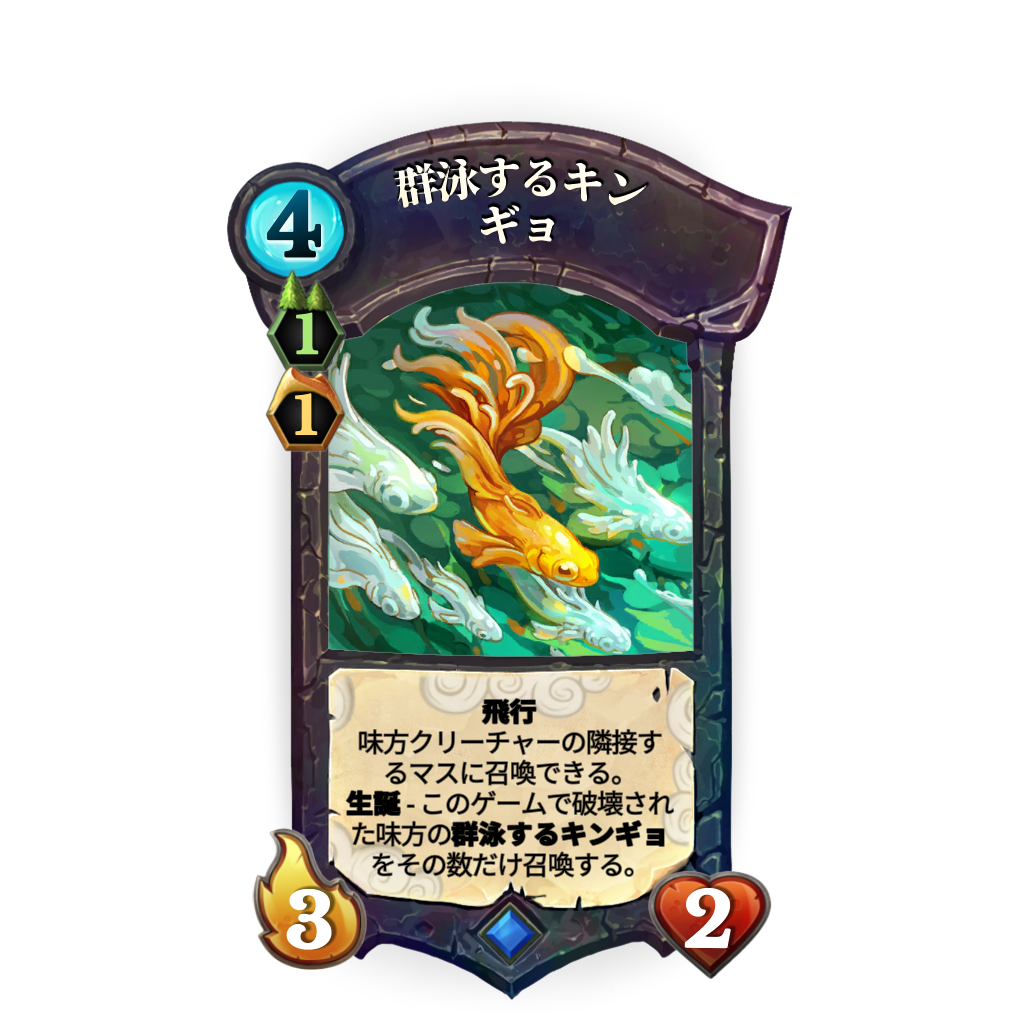 群泳するキン
ギョ
4
1
1
飛行
味方クリーチャーの隣接す
るマスに召喚できる。
生誕 - このゲームで破壊され
た味方の群泳するキンギョ
をその数だけ召喚する。
3
2